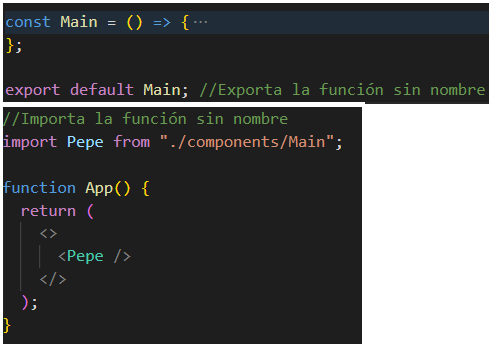 const Main = () => {···
};
export default Main; //Exporta la función sin nombre
//Importa la función sin nombre
import Pepe from "./components/Main";
function App() {
return (
<>
<Pepe />
</>
);
}